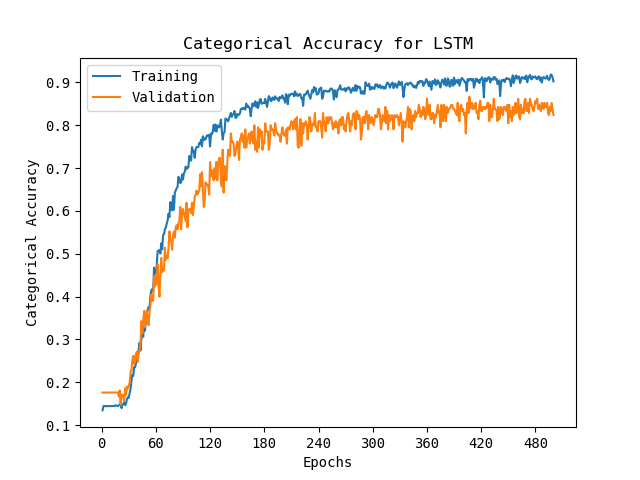 Categorical Accuracy for LSTM
Training
Validation
Categorical Accuracy
0.9
0.8
0.7
0.6
0.5
0.4
0.3
0.2
0.1
0 60 120 180 240 300 360 420 480
Epochs